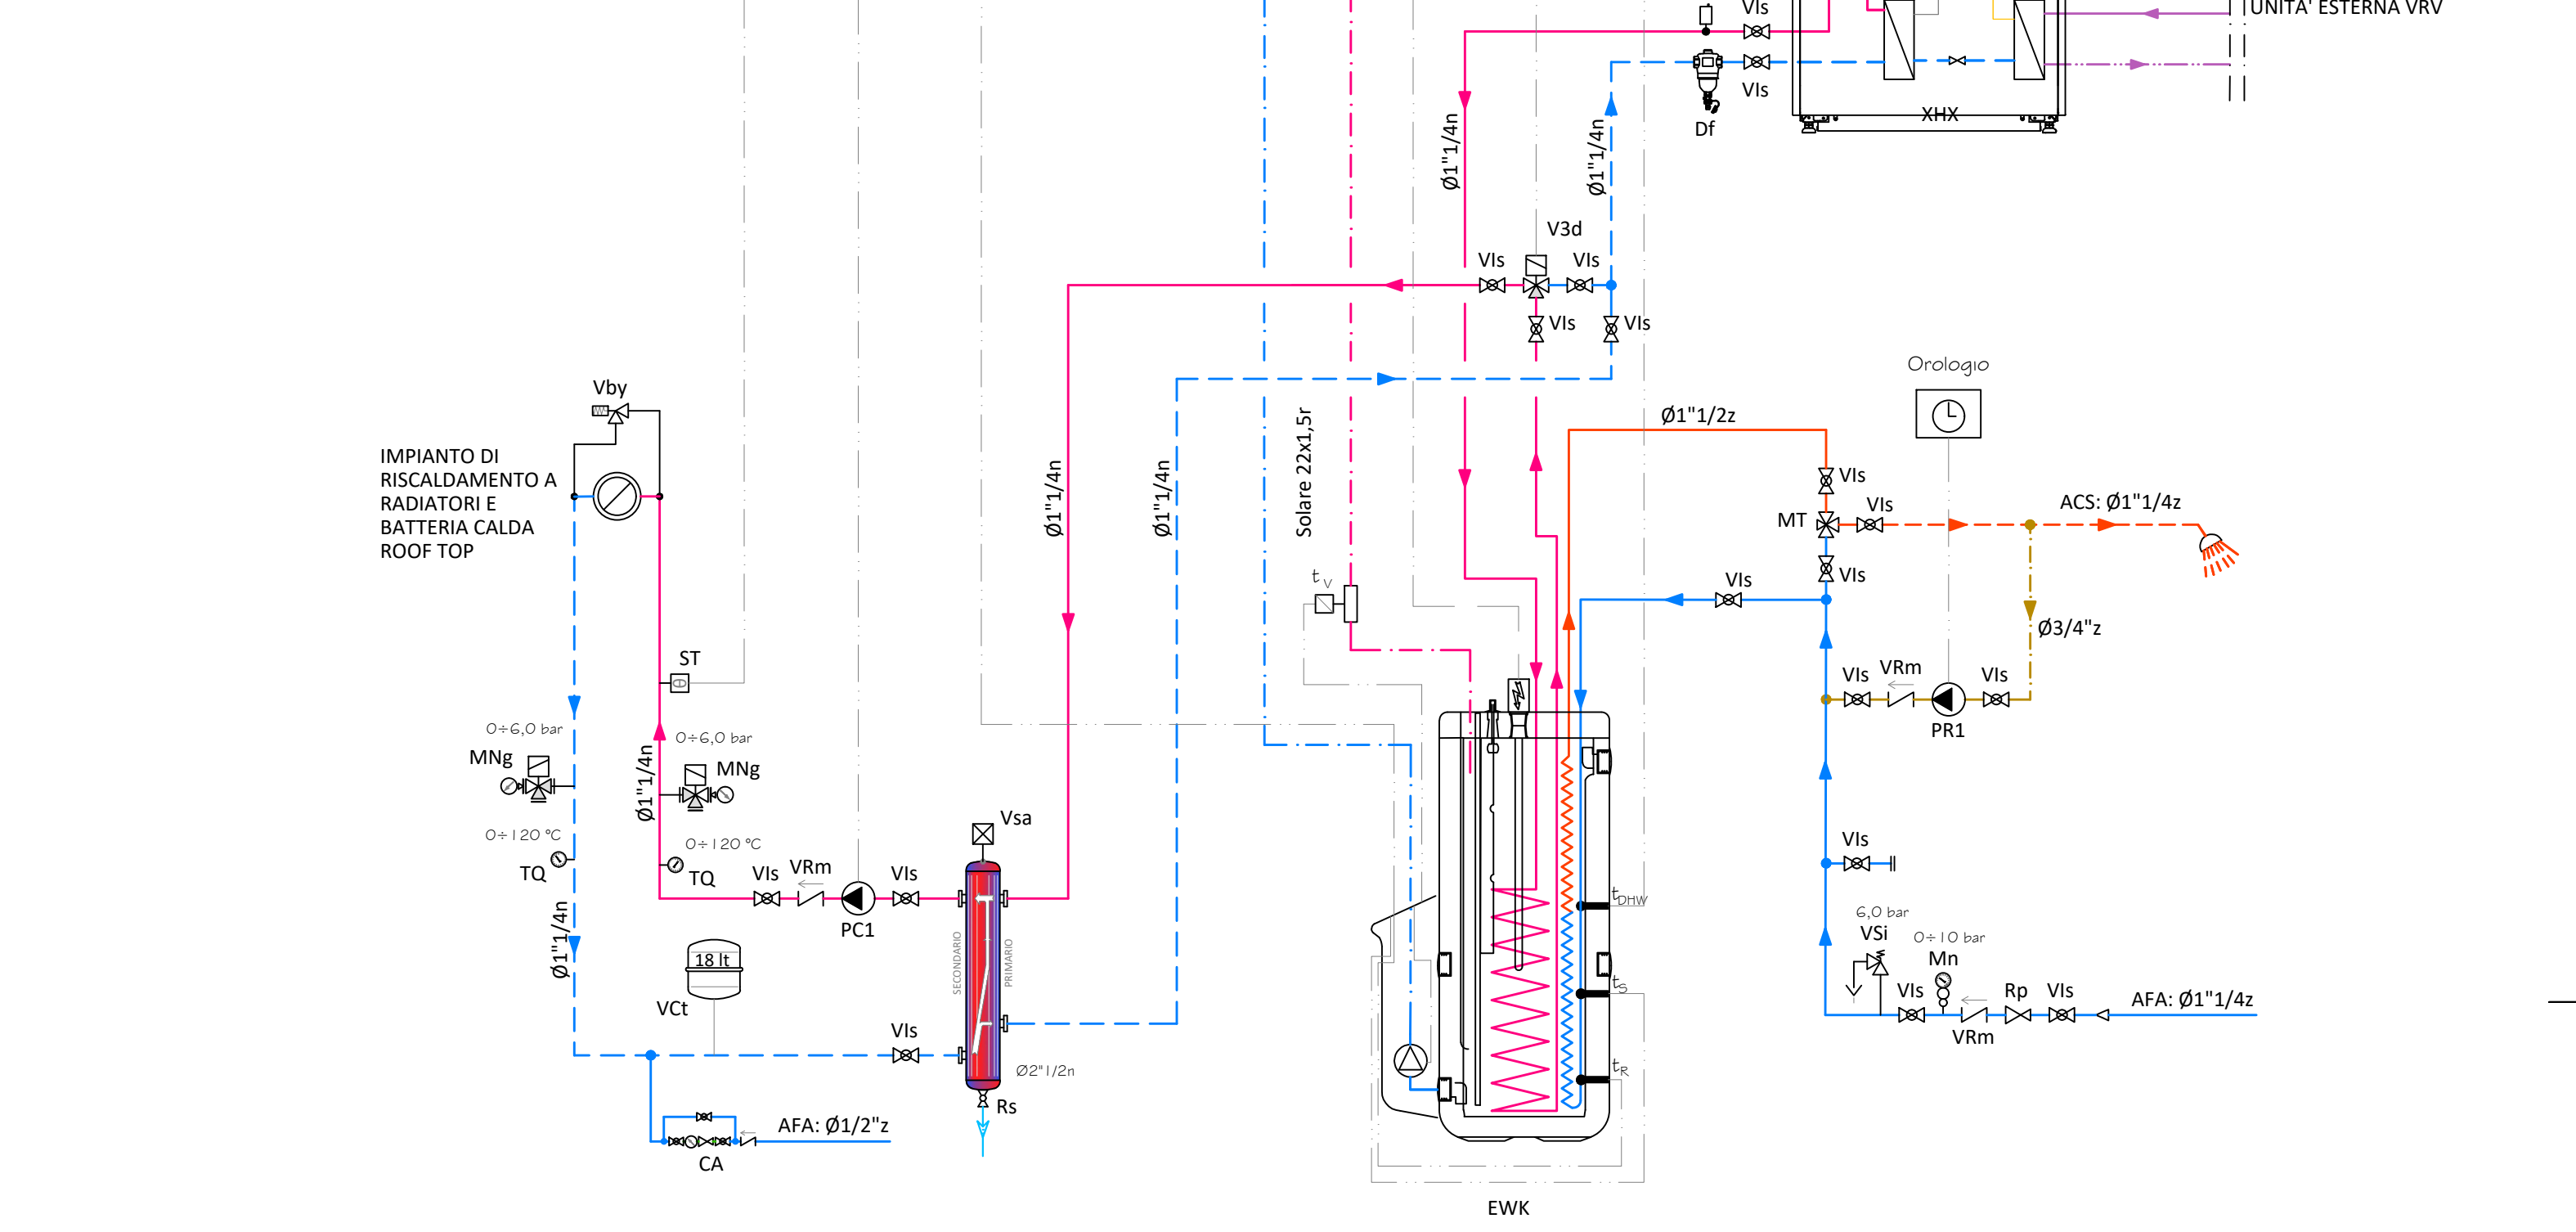 VIs
UNITA' ESTERNA VRV
VIs
Df
XHX
Ø1"1/4n
Ø1"1/4n
V3d
VIs
VIs
VIs
VIs
Orologio
Vby
Ø1"1/2z
IMPIANTO DI
RISCALDAMENTO A
RADIATORI E
BATTERIA CALDA
ROOF TOP
Ø1"1/4n
Ø1"1/4n
Solare 22x1,5r
VIs
MT
VIs
ACS: Ø1"1/4z
VIs
VIs
tV
Ø3/4"z
ST
VIs
VRm
VIs
PR1
0÷6,0 bar
MNg
0÷6,0 bar
MNg
Ø1"1/4n
0÷120 °C
TQ
0÷120 °C
TQ
VIs
VRm
VIs
PC1
Vsa
VIs
tDHW
Ø1"1/4n
18 lt
VCt
SECONDARIO
PRIMARIO
6,0 bar
VSi
0÷10 bar
Mn
VIs
VRm
Rp
VIs
AFA: Ø1"1/4z
tS
VIs
Ø2"1/2n
Rs
tR
AFA: Ø1/2"z
CA
EWK